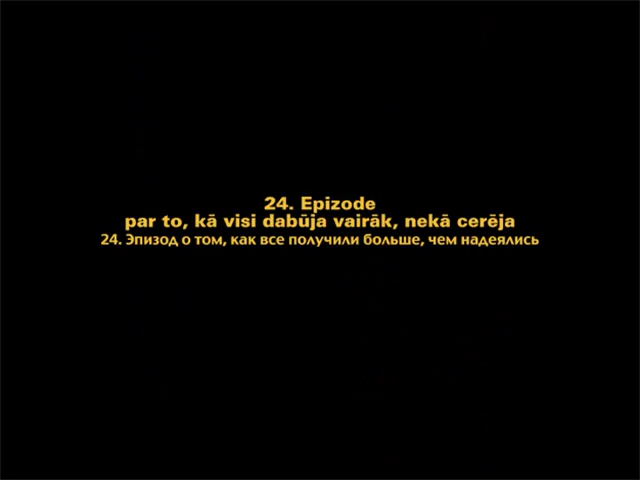 24. Epizode
par to, kā visi dabūja vairāk, nekā cerēja
24. Эпизод о том, как все получили больше, чем надеялись